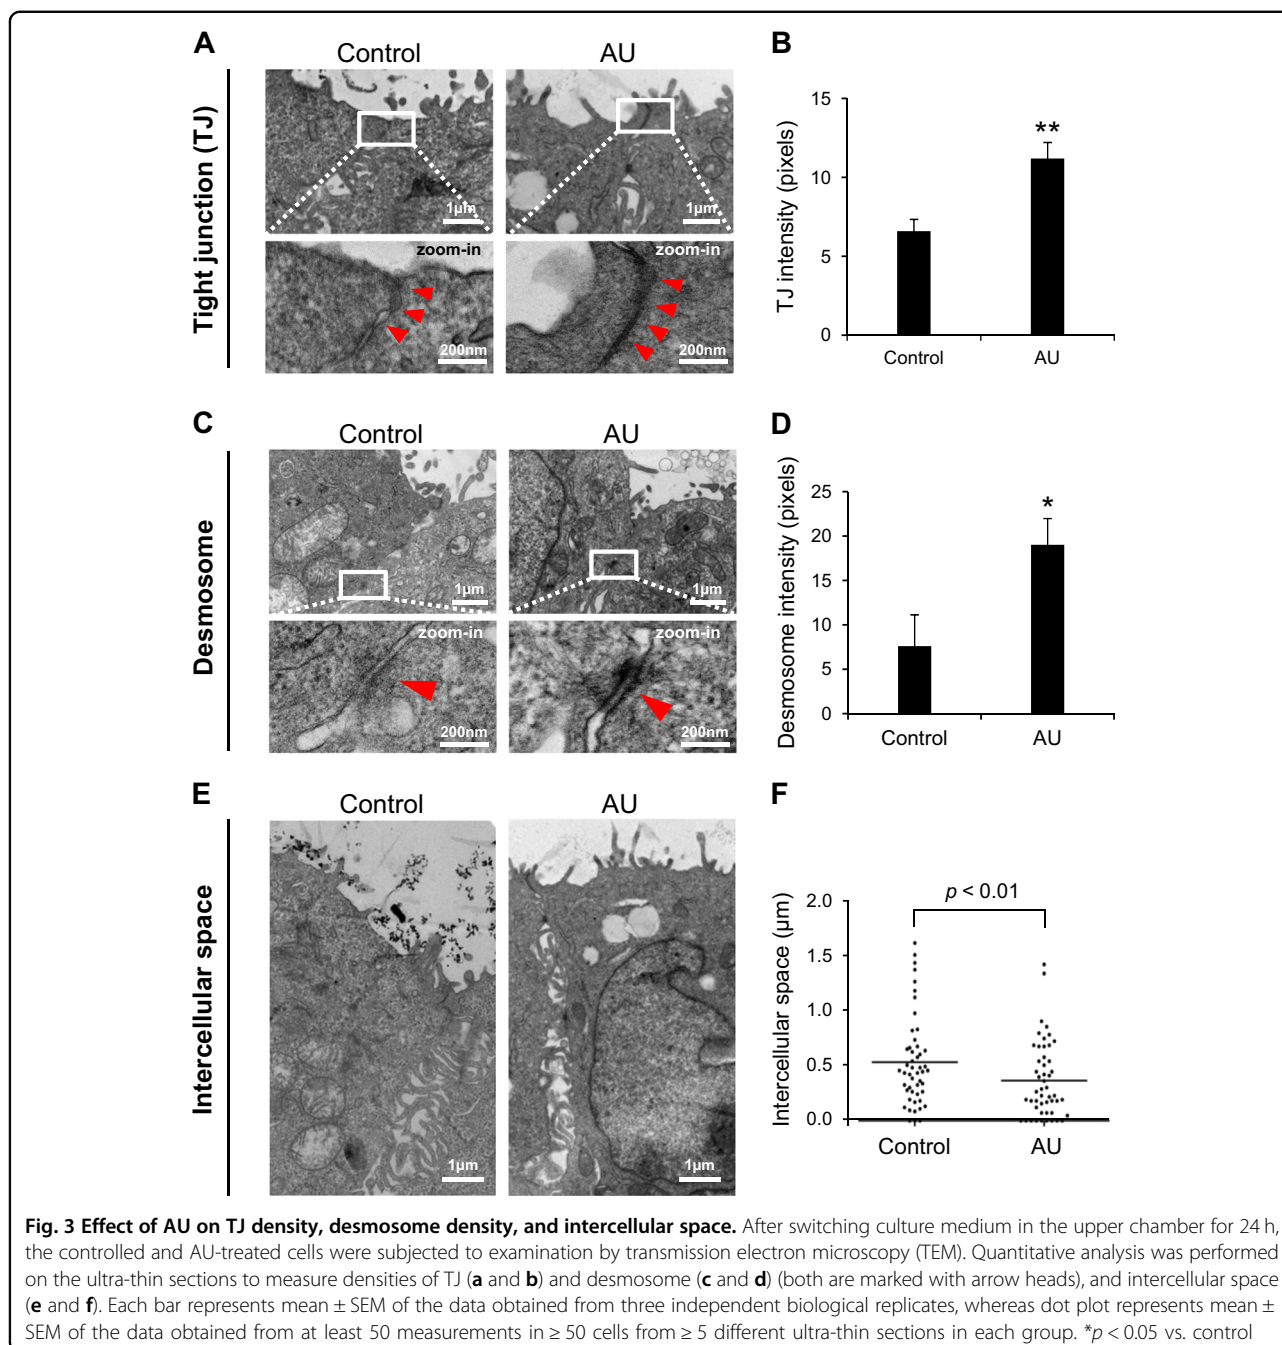 A
Control
AU
Tight junction (TJ)
1µm
1µm
zoom-in
zoom-in
200nm
200nm
B
TJ intensity (pixels)
15
10
5
0
**
Control
AU
C
Control
AU
Desmosome
1µm
1µm
zoom-in
zoom-in
200nm
200nm
D
Desmosome intensity (pixels)
25
20
15
10
5
0
*
Control
AU
E
Control
AU
Intercellular space
1µm
1µm
F
Intercellular space (µm)
2.0
1.5
1.0
0.5
0.0
p < 0.01
Control
AU
Fig. 3 Effect of AU on TJ density, desmosome density, and intercellular space. After switching culture medium in the upper chamber for 24 h,
the controlled and AU-treated cells were subjected to examination by transmission electron microscopy (TEM). Quantitative analysis was performed
on the ultra-thin sections to measure densities of TJ (a and b) and desmosome (c and d) (both are marked with arrow heads), and intercellular space
(e and f). Each bar represents mean ± SEM of the data obtained from three independent biological replicates, whereas dot plot represents mean ±
SEM of the data obtained from at least 50 measurements in ≥ 50 cells from ≥ 5 different ultra-thin sections in each group. *p < 0.05 vs. control